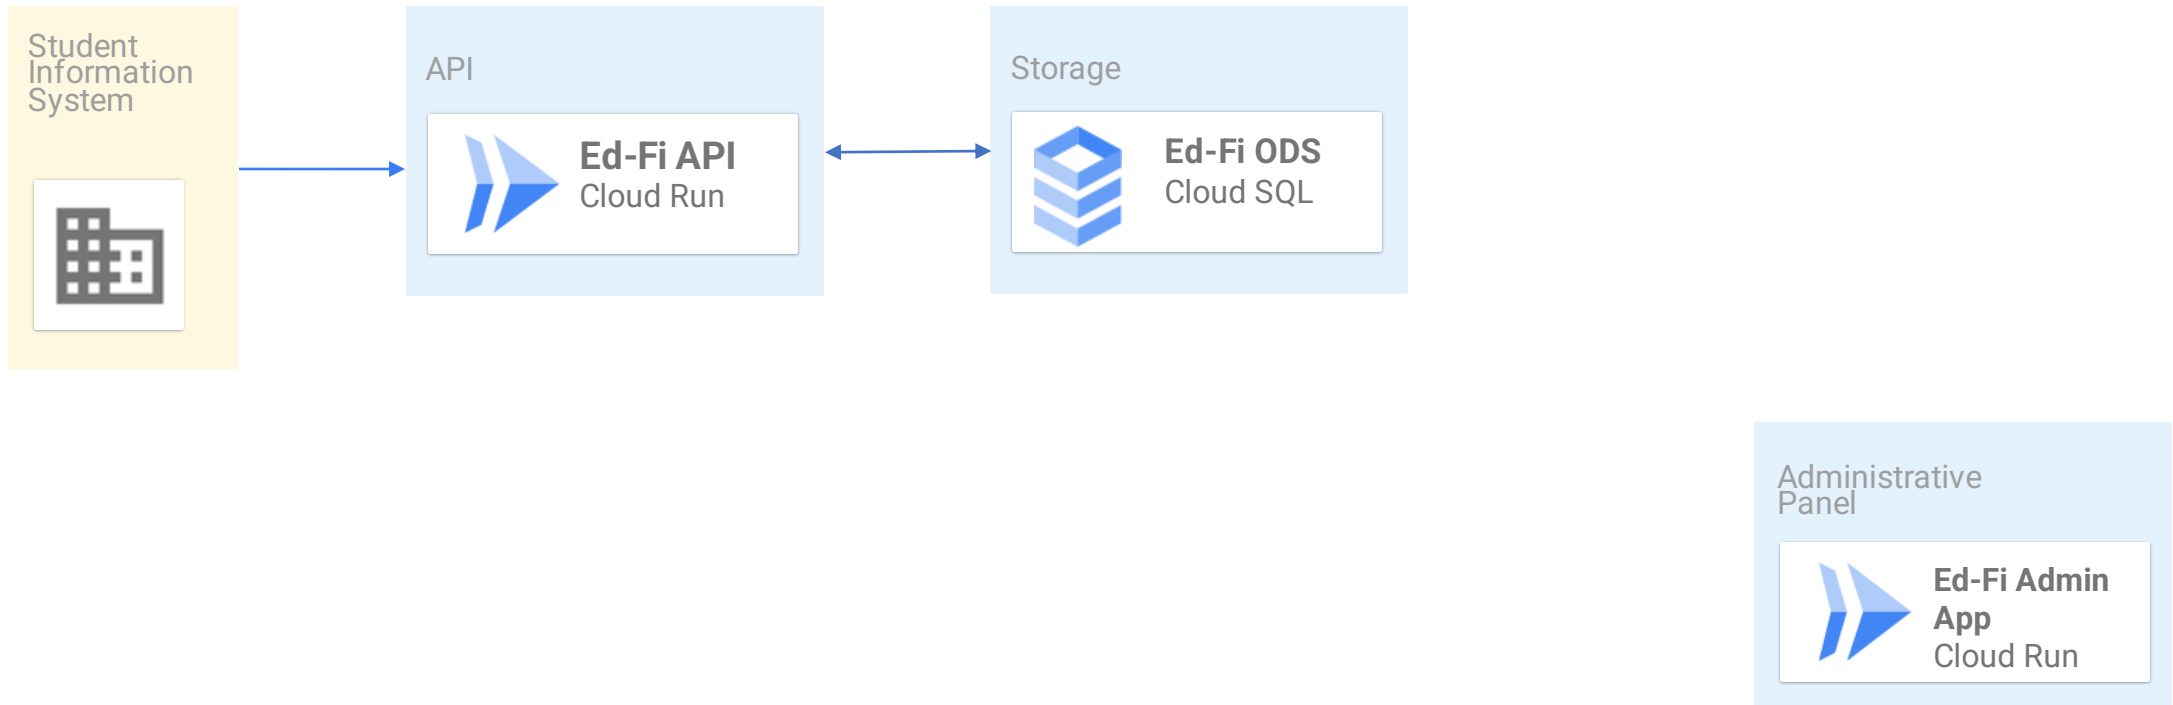 Student
Information
System
API
Ed-Fi API
Cloud Run
Storage
Ed-Fi ODS
Cloud SQL
Administrative
Panel
Ed-Fi Admin
App
Cloud Run